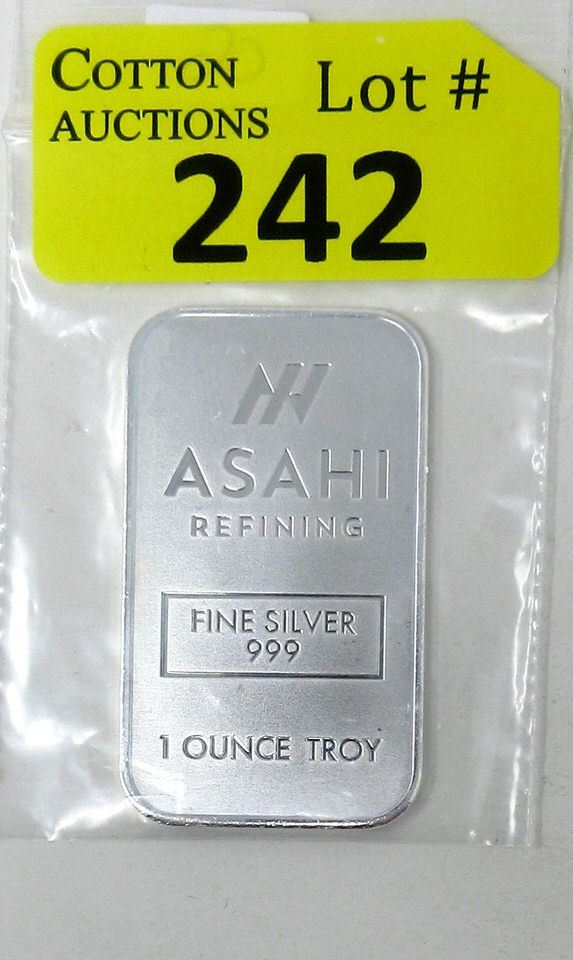 COTTON
AUCTIONS
Lot #
242
ASAHI
REFINING
FINE SILVER
999
1 OUNCE TROY